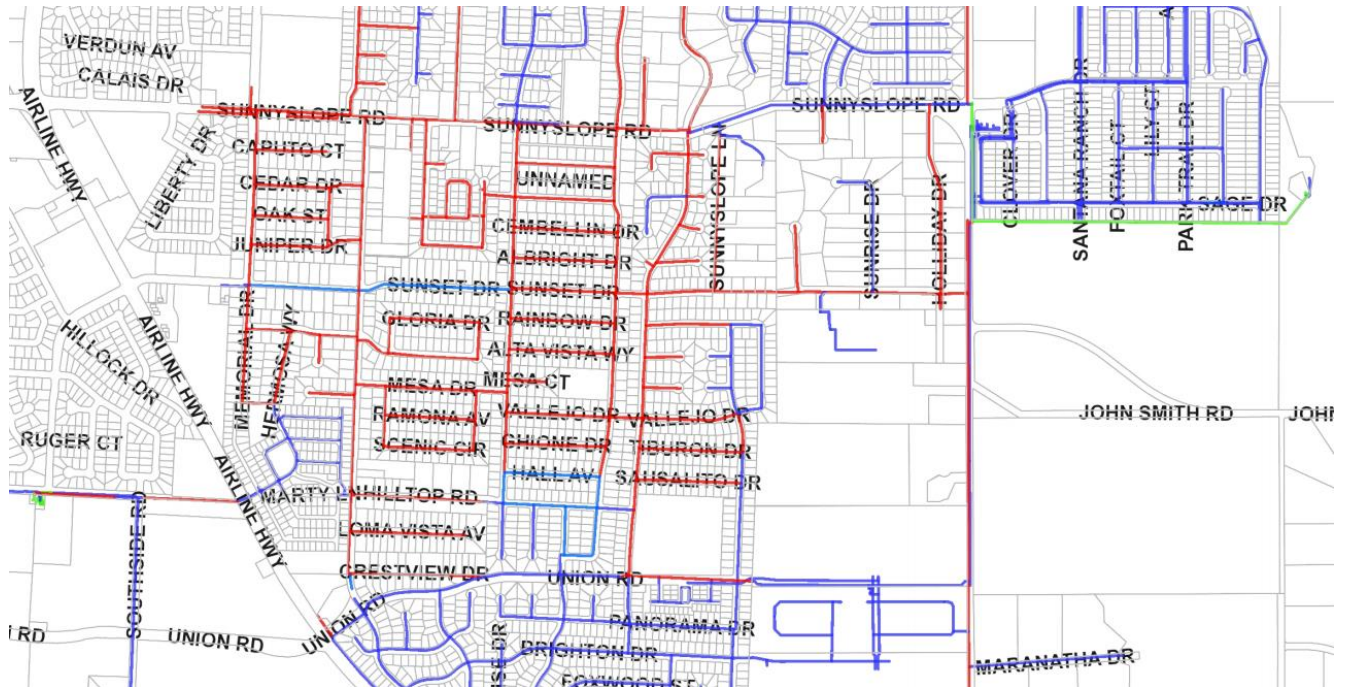 VERDUN AV
CALAIS DR
AIRLINE HWY
SUNNYSLOPE RD
SUNNYSLOPE RD
SUNNYSLOPE RD
CAPUTO CT
LIBERTY DR
CEDAR DR
UNNAMED
OAK ST
CEMBELLIN DR
JUNIPER DR
ALBRIGHT DR
SUNNYSLOPE LN
SUNRISE DR
HOLLIDAY DR
CLOVER DR
SANTANA RANCH DR
FOXTAIL CT
LILY CT
PARK TRAIL DR
SAGE DR
SUNSET DR
SUNSET DR
MEMORIAL DR
HERMOSA WY
GLORIA DR
RAINBOW DR
AIRLINE HWY
HILLOCK DR
ALTA VISTA WY
MESA DR
MESA CT
RAMONA AV
VALLEJO DR
VALLEJO DR
JOHN SMITH RD
JOHN
RUGER CT
SCENIC CIR
GHIONE DR
TIBURON DR
HALL AV
SAUSALITO DR
AIRLINE HWY
MARTY LN
HILLTOP RD
LOMA VISTA AV
SOUTHSIDE RD
CRESTVIEW DR
UNION RD
UNION RD
UNION RD
RD
PANORAMA DR
BRIGHTON DR
SE DR
MARANATHA DR
FOXWOOD ST